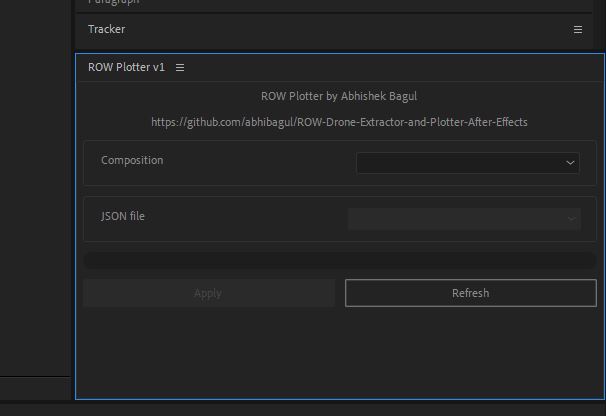 Paragraph
Tracker
ROW Plotter v1
ROW Plotter by Abhishek Bagul
https://github.com/abhibagul/ROW-Drone-Extractor-and-Plotter-After-Effects
Composition
JSON file
Apply
Refresh